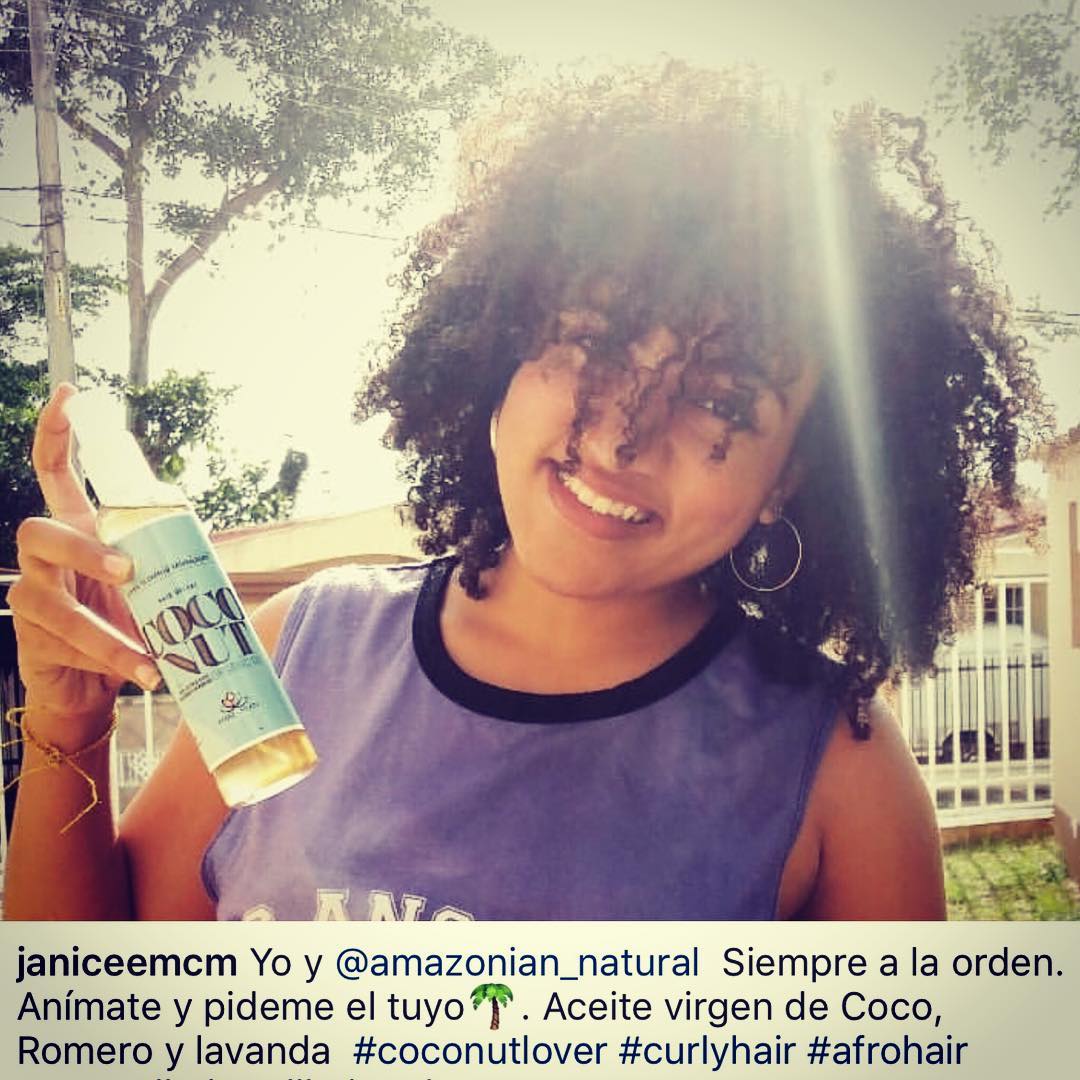 COCO
NUT
janiceemcm Yo y @amazonian_natural Siempre a la orden.
Anímate y pideme el tuyo🌴. Aceite virgen de Coco,
Romero y lavanda #coconutlover #curlyhair #afrohair